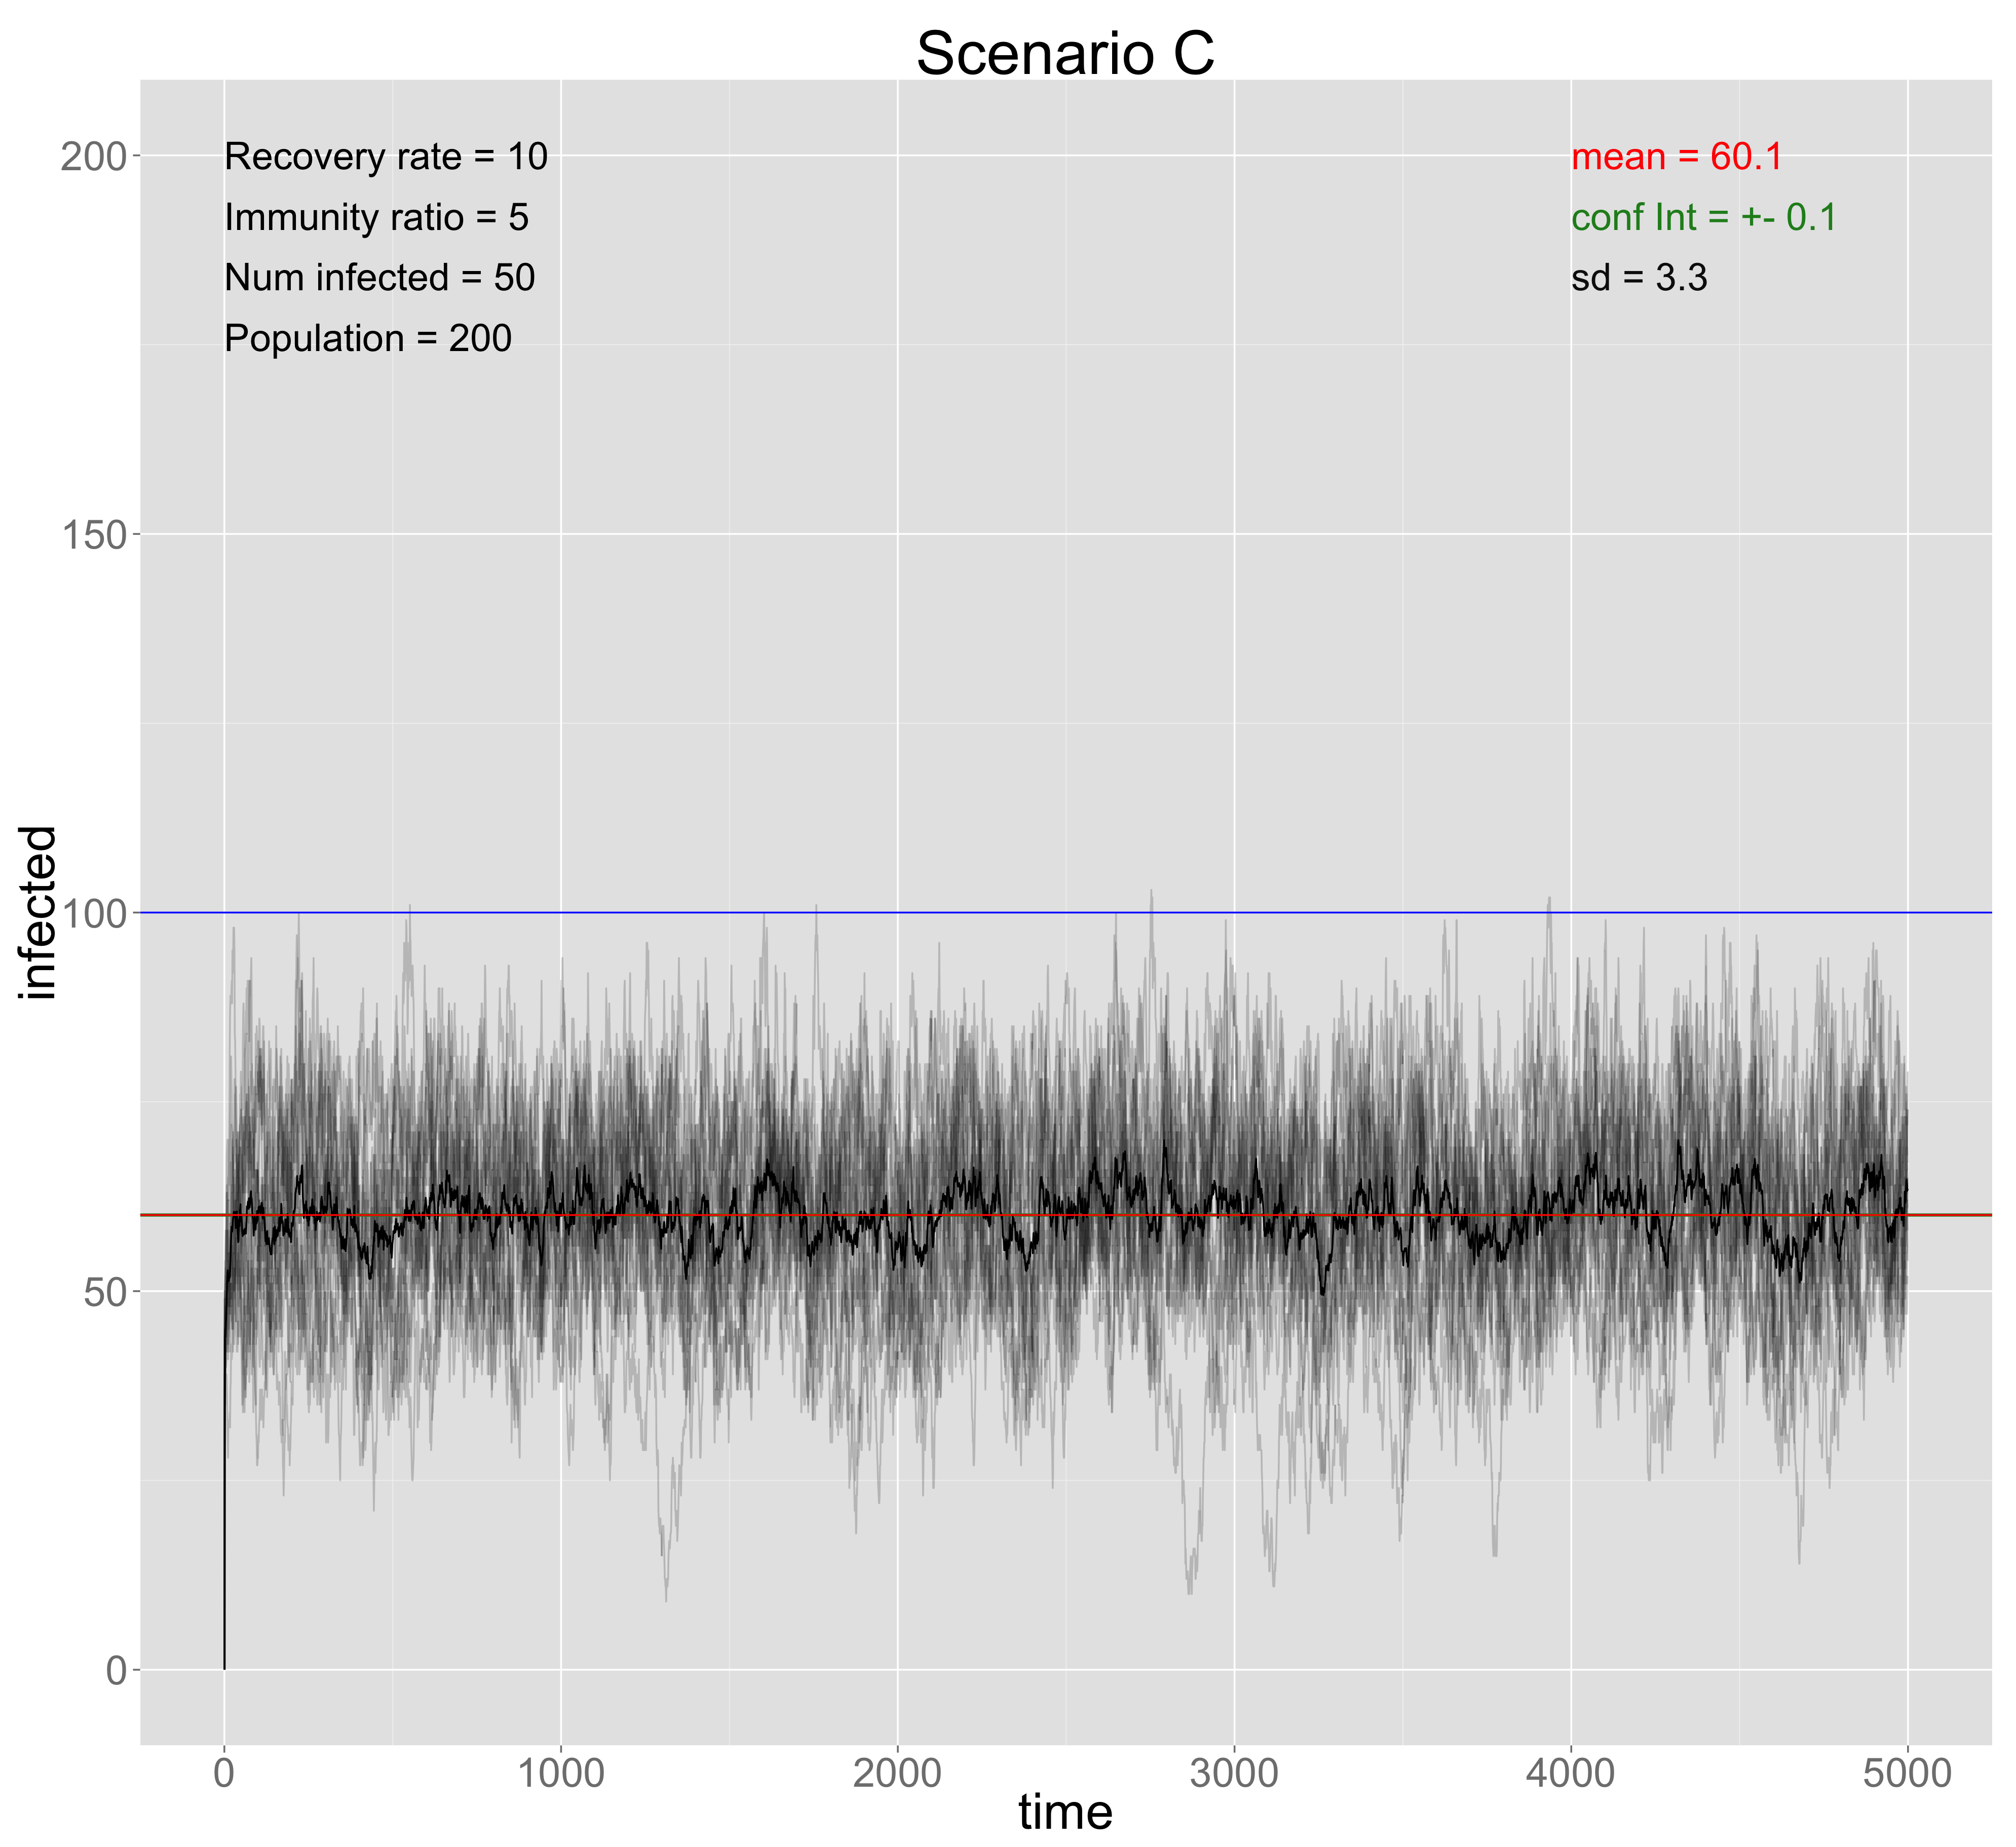 Scenario C
Recovery rate = 10
Immunity ratio = 5
Num infected = 50
Population = 200
mean = 60.1
conf Int = +- 0.1
sd = 3.3
infected
200
150
100
50
0
0 1000 2000 3000 4000 5000
time